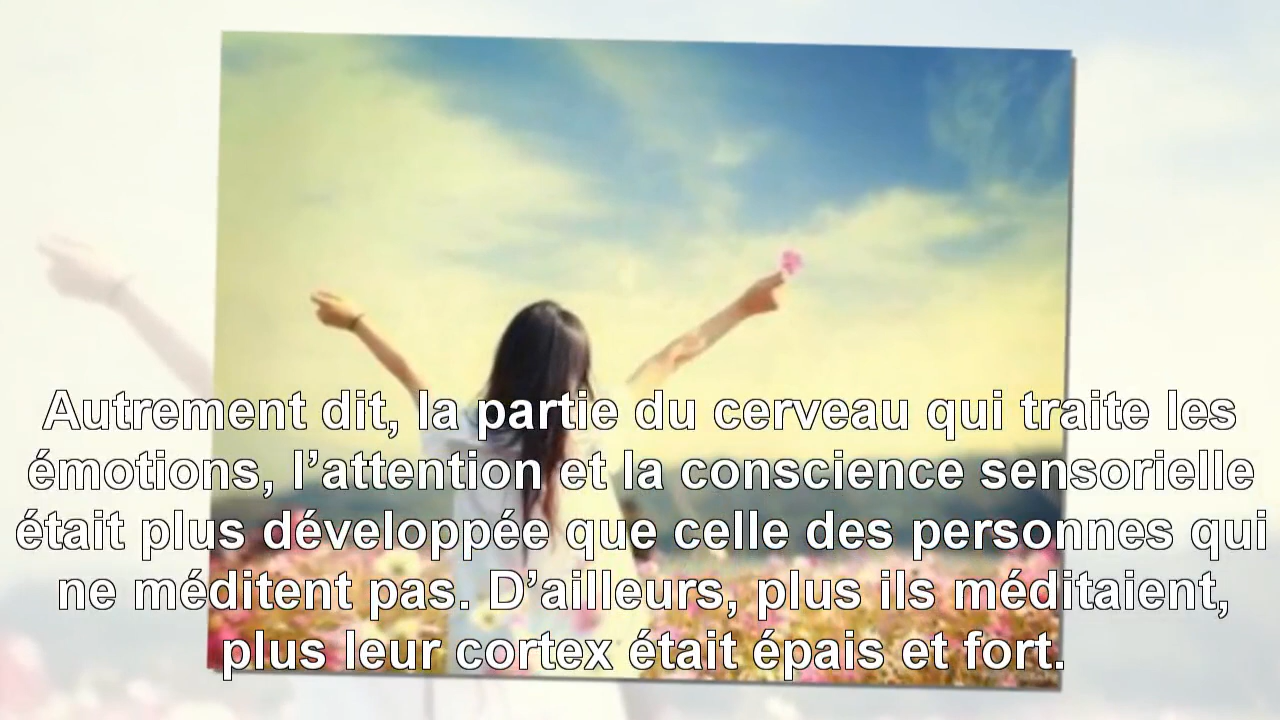 Autrement dit, la partie du cerveau qui traite les
émotions, l’attention et la conscience sensorielle
était plus développée que celle des personnes qui
ne méditent pas. D’ailleurs, plus ils méditaient,
plus leur cortex était épais et fort.